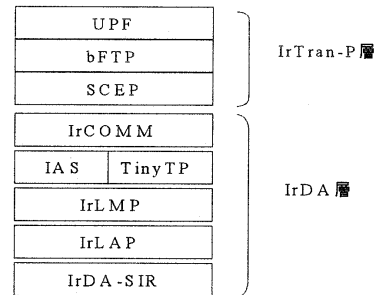 UPF
bFTP
SCEP
IrTran-P層
IrCOMM
IAS TinyTP
IrLMP
IrLAP
IrDA-SIR
IrDA層